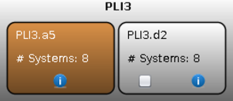 PLI3
PLI3.a5
# Systems: 8
PLI3.d2
# Systems: 8